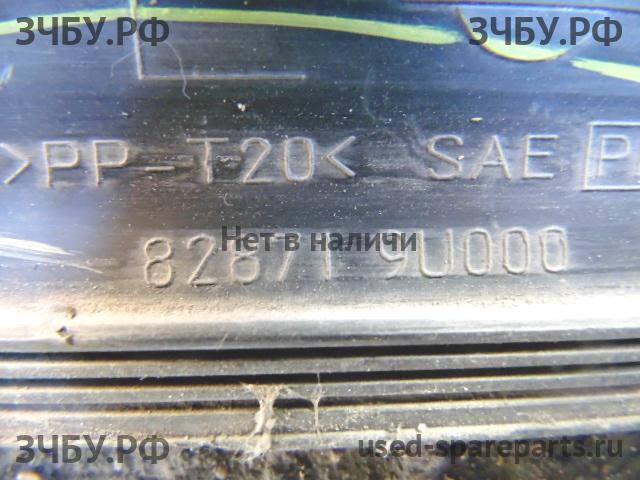 ЗЧБУ.РФ ЗЧБУ.РФ
>PP-T20< SAE P
Нет в наличи
82871 9U000
ЗЧБУ.РФ used-spareparts.ru